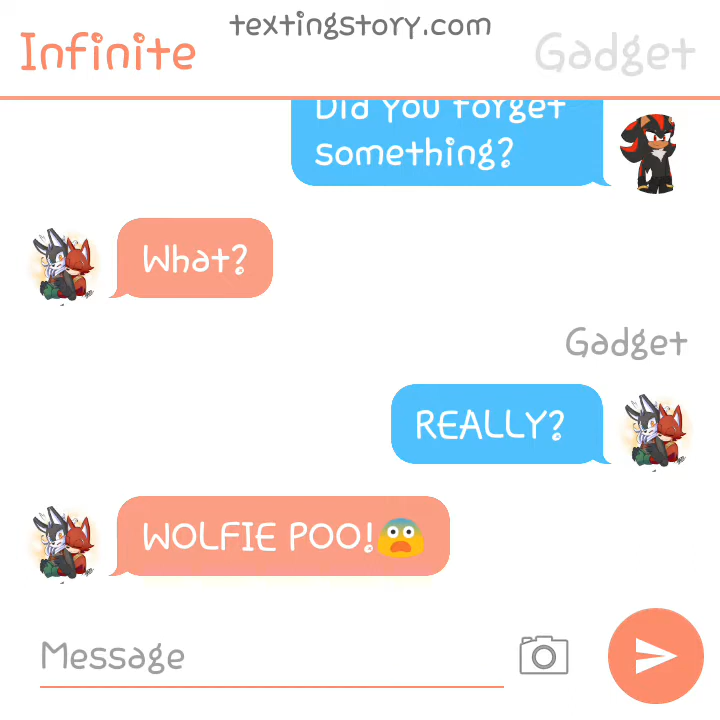 textingstory.com
Infinite
Gadget
Did you forget
something?
What?
Gadget
REALLY?
WOLFIE POO!😨
Message